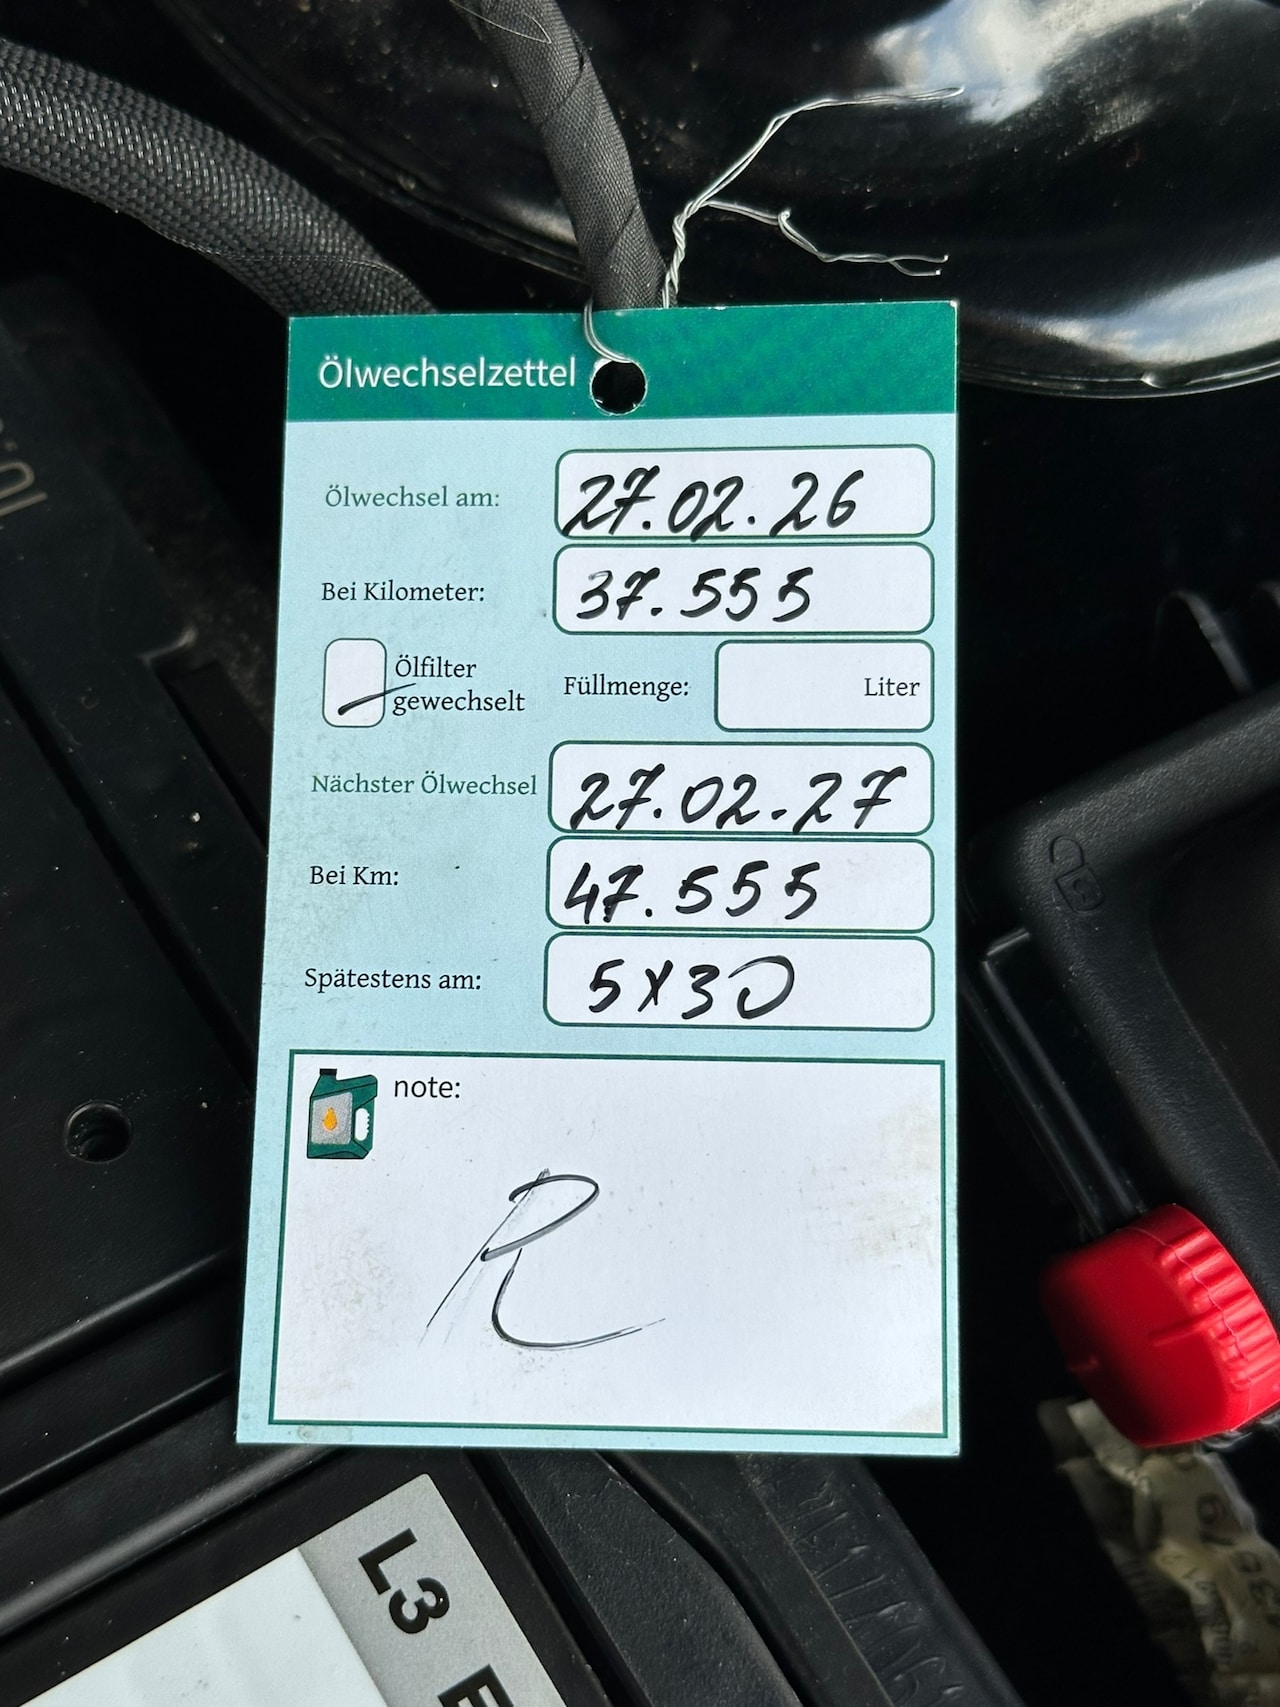 Ölwechselzettel
Ölwechsel am: 27.02.26
Bei Kilometer: 37.555
Ölfilter
gewechselt
Füllmenge: Liter
Nächster Ölwechsel 27.02.27
Bei Km: 47.555
Spätestens am: 5x30
note:
R
L3 E